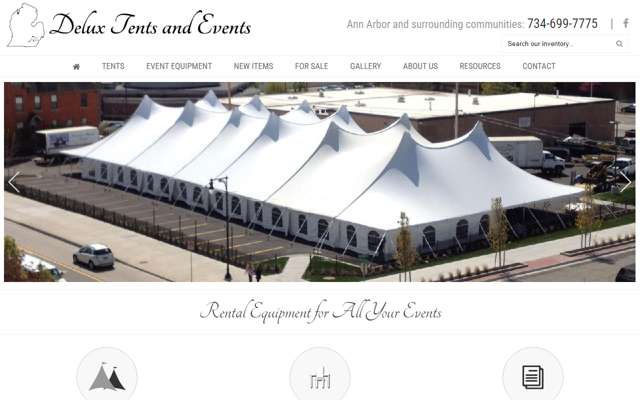 Delux Tents and Events
Ann Arbor and surrounding communities: 734-699-7775 |
Search our inventory...
TENTS EVENT EQUIPMENT NEW ITEMS FOR SALE GALLERY ABOUT US RESOURCES CONTACT
Rental Equipment for All Your Events